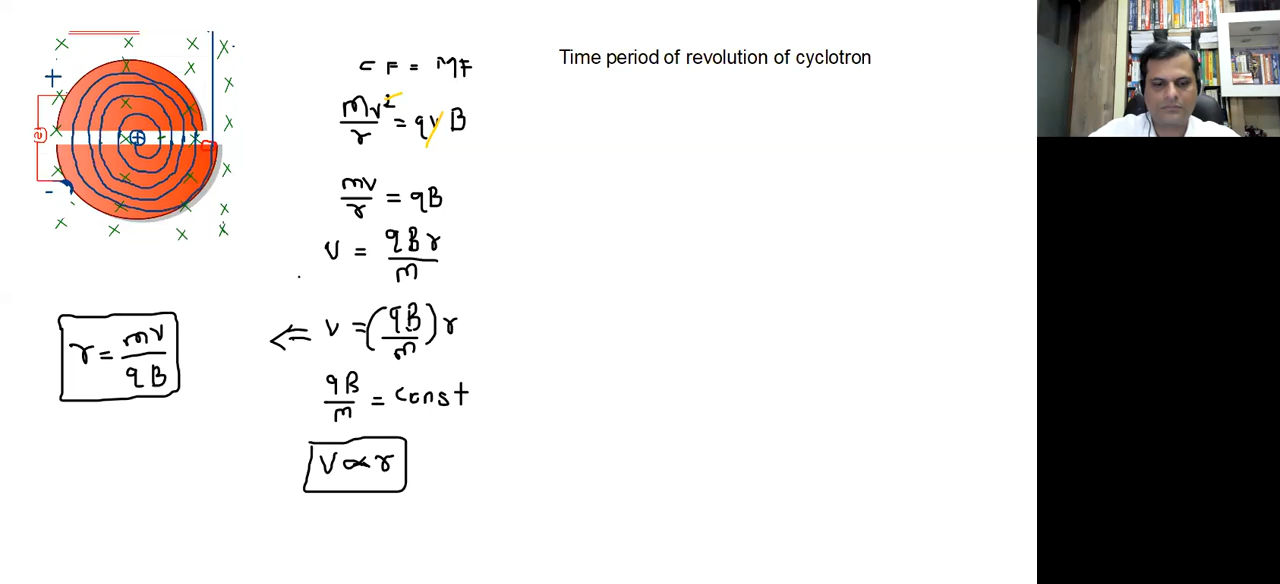 Time period of revolution of cyclotron
CF = MF
mv²/r = qvB
mv/r = qB
v = qBr/m
⇐ v = (qB/m) r
r = mv/qB
qB/m = const
v ∝ r